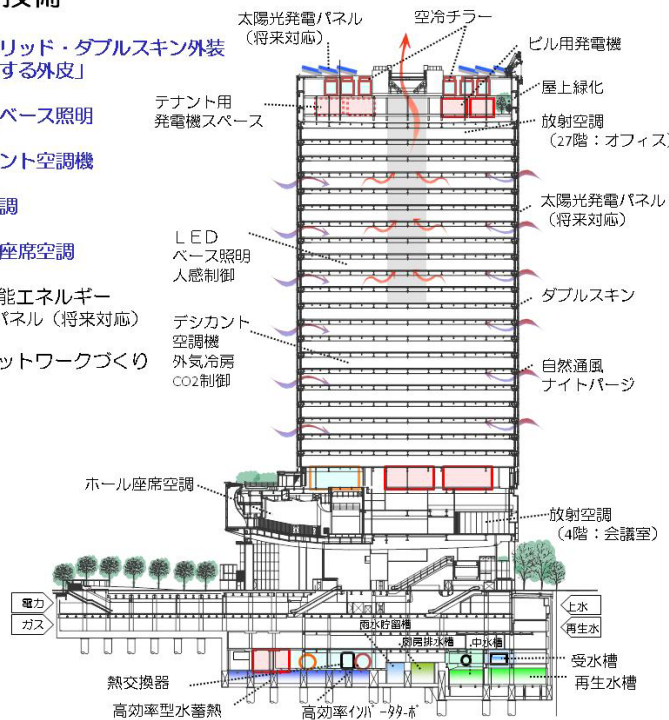 リッド・ダブルスキン外装
する外皮」
ベース照明
ント空調機
調
座席空調
能エネルギー
パネル（将来対応）
ットワークづくり
太陽光発電パネル
（将来対応）
空冷チラー
ビル用発電機
屋上緑化
テナント用
発電機スペース
放射空調
（27階：オフィス）
太陽光発電パネル
（将来対応）
ＬＥＤ
ベース照明
人感制御
ダブルスキン
デシカント
空調機
外気冷房
CO2制御
自然通風
ナイトパージ
ホール座席空調
放射空調
（4階：会議室）
電力
ガス
上水
再生水
雨水貯留槽
厨房排水槽
中水槽
受水槽
再生水槽
熱交換器
高効率型水蓄熱
高効率ｲﾝﾊﾞｰﾀﾀｰﾎﾞ